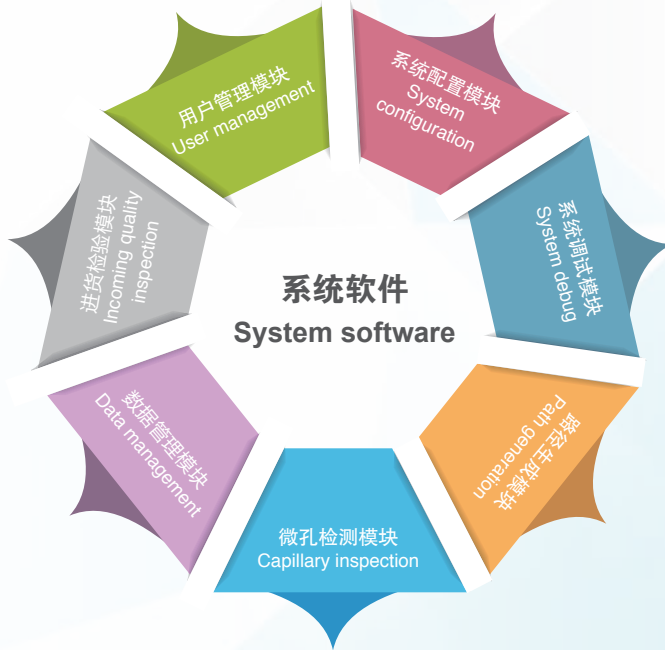 系统软件
System software
用户管理模块
User management
系统配置模块
System
configuration
系统调试模块
System debug
路径生成模块
Path generation
微孔检测模块
Capillary inspection
数据管理模块
Data management
进货检验模块
Incoming quality
inspection